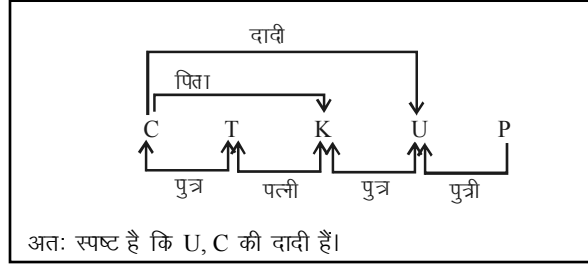 दादी
पिता
C T K U P
पुत्र पत्नी पुत्र पुत्री
अतः स्पष्ट है कि U, C की दादी हैं।